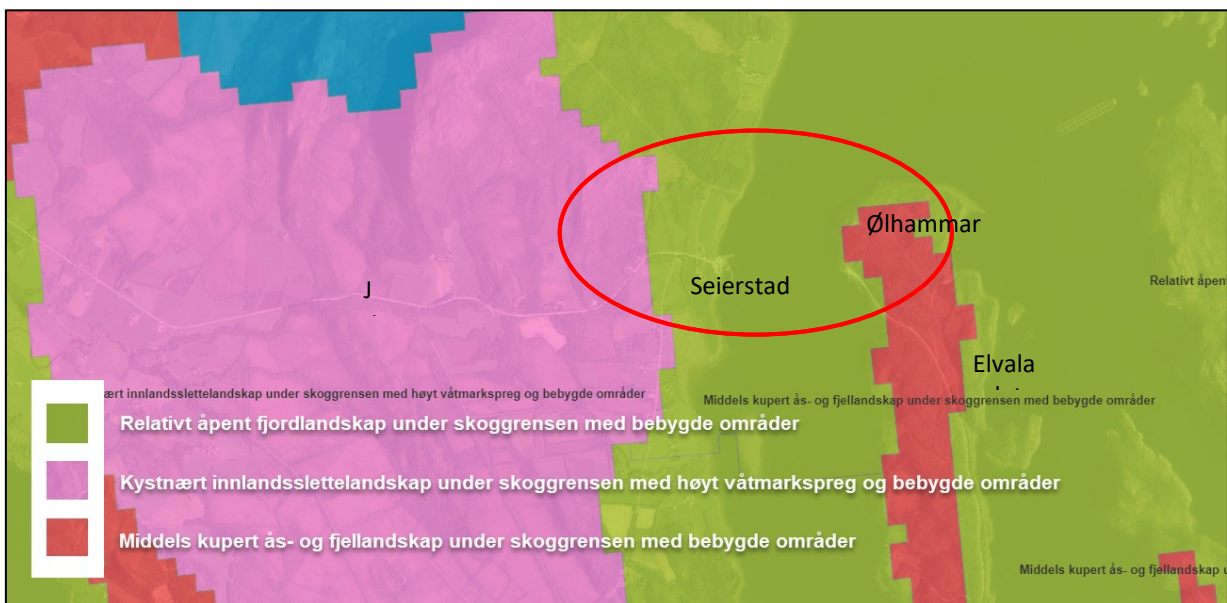 Ølhammar
Relativt åpent
Seierstad
J
Elvala
ært innlandsslettelandskap under skoggrensen med høyt våtmarkspreg og bebygde områder
Middels kupert ås- og fjellandskap under skoggrensen med bebygde områder
Relativt åpent fjordlandskap under skoggrensen med bebygde områder
Kystnært innlandsslettelandskap under skoggrensen med høyt våtmarkspreg og bebygde områder
Middels kupert ås- og fjellandskap under skoggrensen med bebygde områder
Middels kupert ås- og fjellandskap u